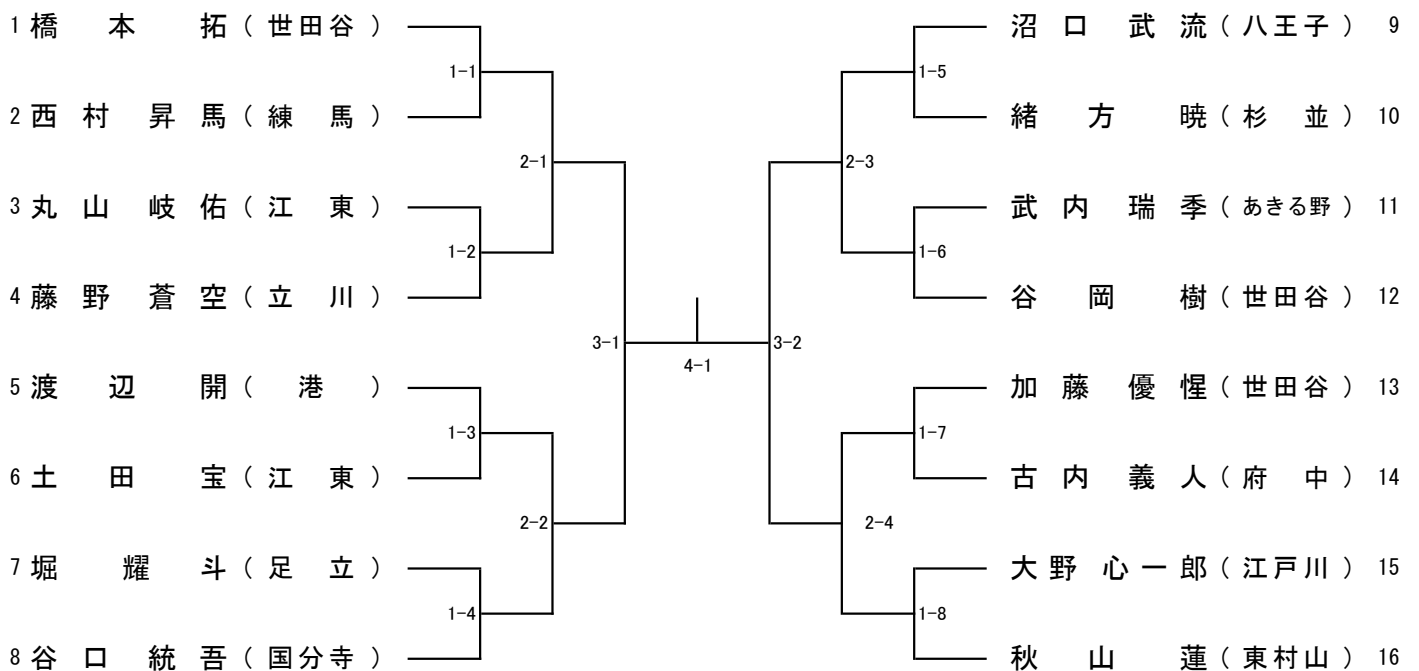 1 橋本拓（世田谷）
1-1
2 西村昇馬（練馬）
2-1
3 丸山岐佑（江東）
1-2
4 藤野蒼空（立川）
3-1
5 渡辺開（港）
1-3
6 土田宝（江東）
2-2
7 堀耀斗（足立）
1-4
8 谷口統吾（国分寺）
4-1
沼口武流（八王子） 9
1-5
緒方暁（杉並） 10
2-3
武内瑞季（あきる野） 11
1-6
谷岡樹（世田谷） 12
3-2
加藤優惺（世田谷） 13
1-7
古内義人（府中） 14
2-4
大野心一郎（江戸川） 15
1-8
秋山蓮（東村山） 16